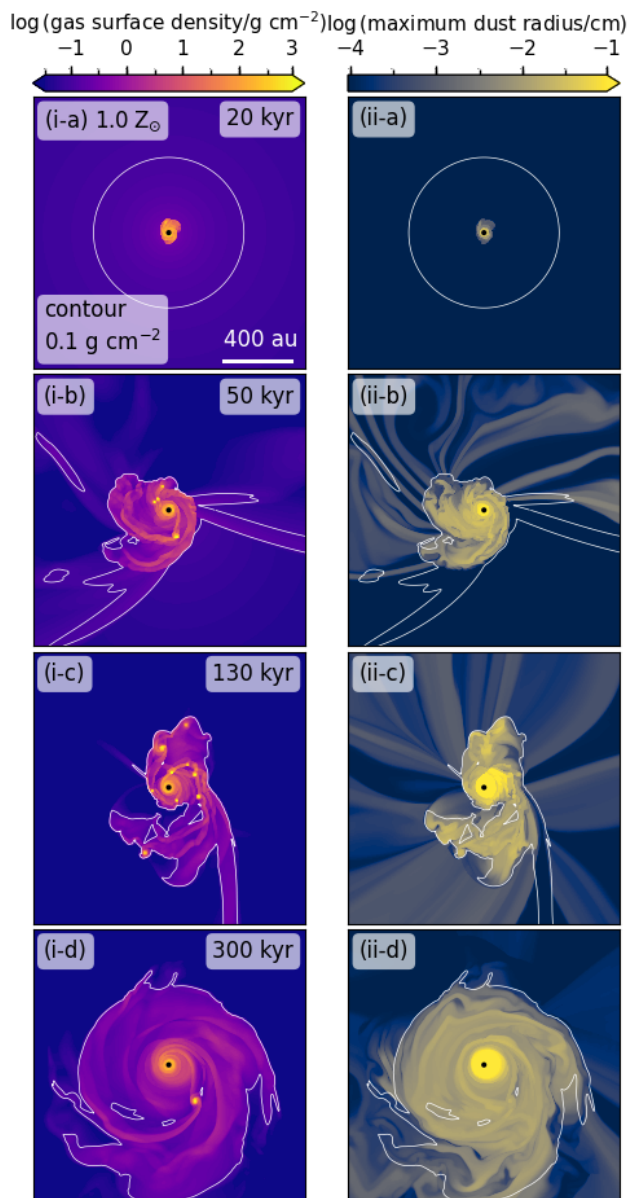 log(gas surface density/g cm⁻²) log(maximum dust radius/cm)
−1 0 1 2 3 −4 −3 −2 −1
(i-a) 1.0 Z⊙ 20 kyr (ii-a)
contour
0.1 g cm⁻² 400 au
(i-b) 50 kyr (ii-b)
(i-c) 130 kyr (ii-c)
(i-d) 300 kyr (ii-d)